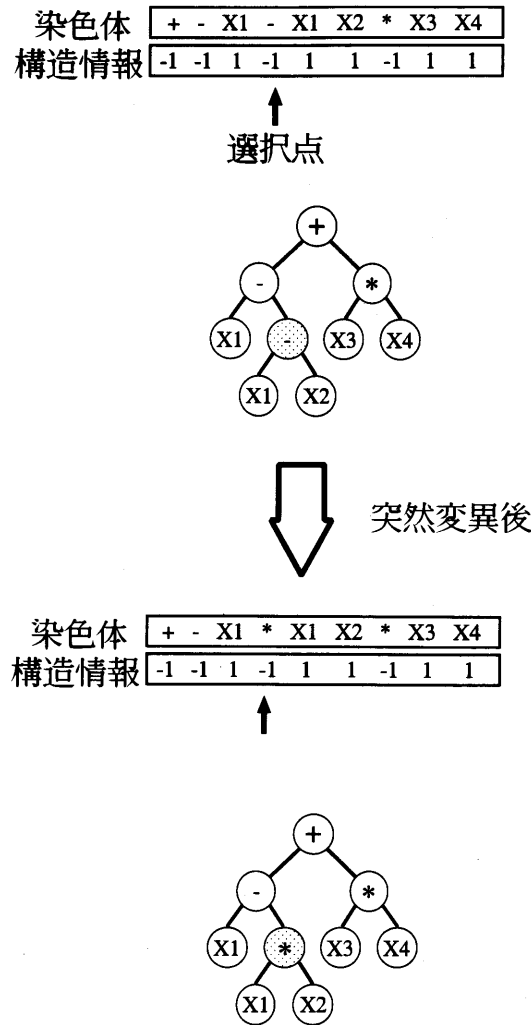 染色体 + - X1 - X1 X2 * X3 X4
構造情報 -1 -1 1 -1 1 1 -1 1 1
選択点
+
- *
X1 - X3 X4
X1 X2
突然変異後
染色体 + - X1 * X1 X2 * X3 X4
構造情報 -1 -1 1 -1 1 1 -1 1 1
+
- *
X1 * X3 X4
X1 X2